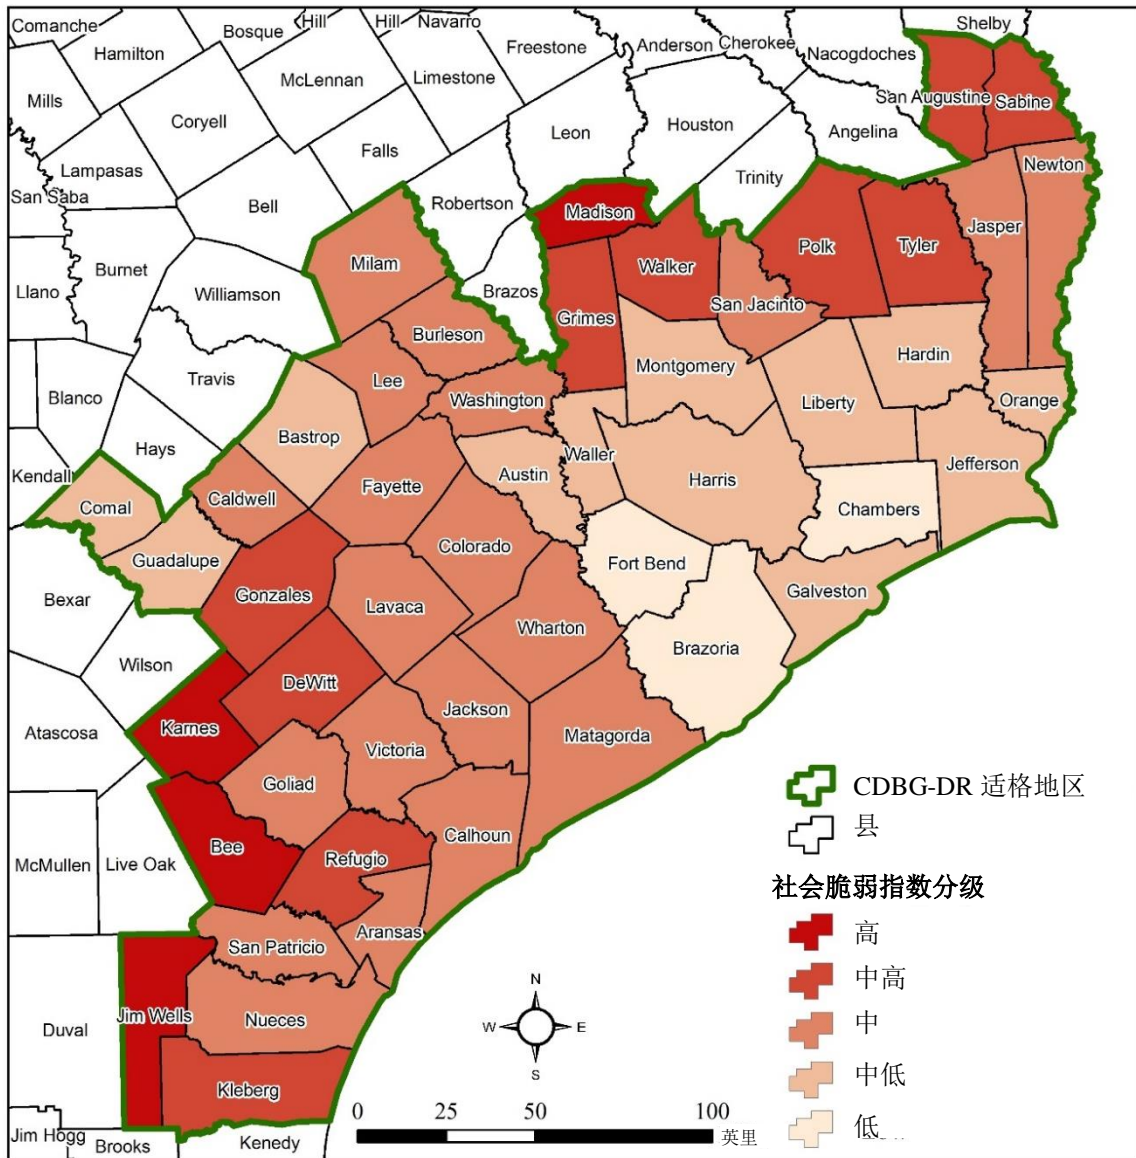 Comanche
Hamilton
Bosque
Hill
Hill
Navarro
Freestone
Anderson
Cherokee
Nacogdoches
Shelby
Mills
Coryell
McLennan
Limestone
Leon
Houston
Angelina
San Augustine
Sabine
Lampasas
San Saba
Bell
Falls
Robertson
Trinity
Newton
Madison
Jasper
Burnet
Milam
Walker
Polk
Tyler
Llano
Williamson
Brazos
Grimes
San Jacinto
Burleson
Montgomery
Hardin
Travis
Lee
Washington
Liberty
Orange
Blanco
Bastrop
Hays
Austin
Waller
Harris
Jefferson
Kendall
Comal
Caldwell
Fayette
Chambers
Guadalupe
Colorado
Fort Bend
Galveston
Bexar
Gonzales
Lavaca
Wharton
Brazoria
Wilson
DeWitt
Atascosa
Karnes
Jackson
Matagorda
Victoria
Goliad
Calhoun
McMullen
Live Oak
Bee
Refugio
Aransas
San Patricio
Duval
Jim Wells
Nueces
Kleberg
Jim Hogg
Brooks
Kenedy
CDBG-DR 适格地区
县
社会脆弱指数分级
高
中高
中
中低
低
N
W
E
S
0 25 50 100
英里